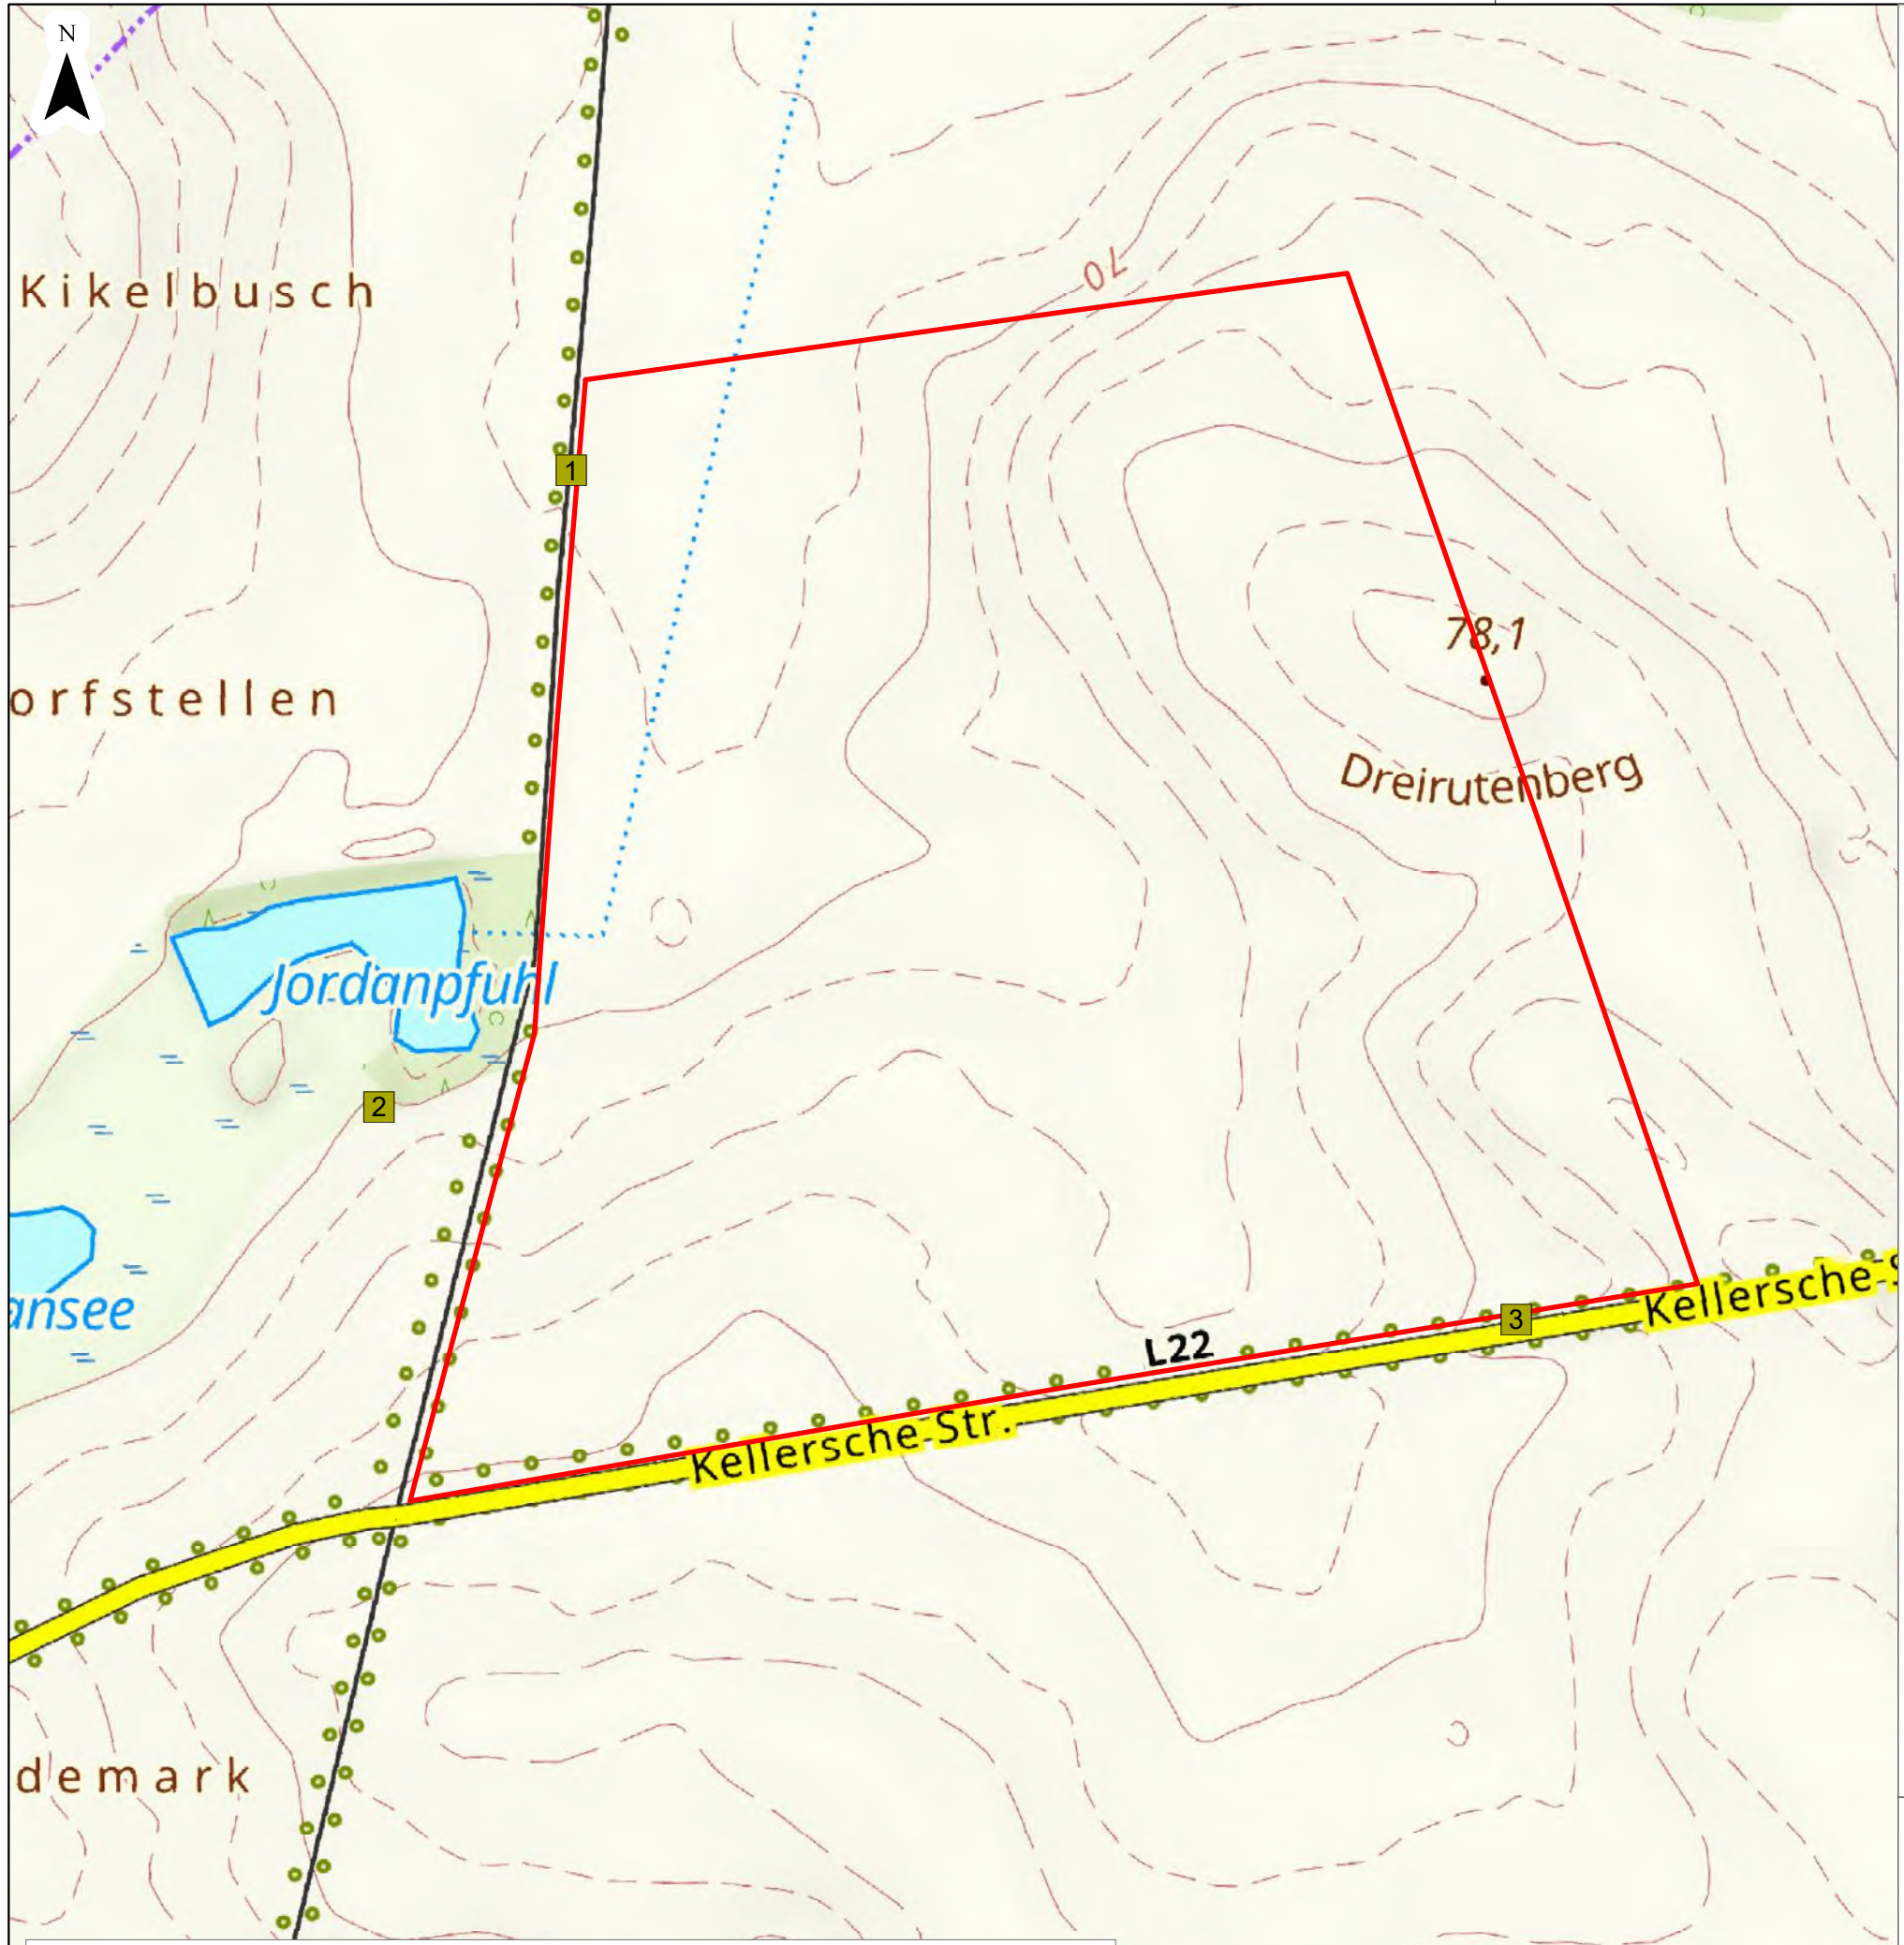 N
Kikelbusch
70
1
orfstellen
78,1
Dreirutenberg
Jordanpfuhl
2
ansee
Kellersche-S
3
L22
Kellersche-Str.
demark